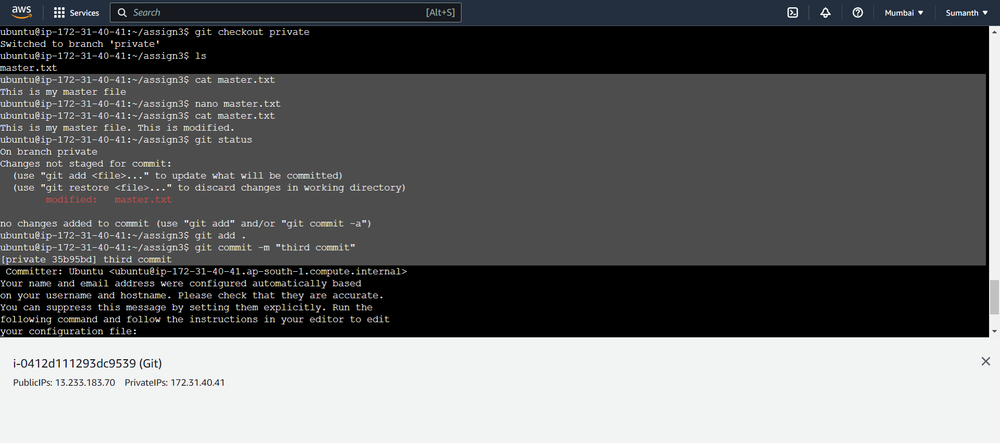 aws
Services
Search
[Alt+S]
Mumbai
Sumanth
ubuntu@ip-172-31-40-41:~/assign3$ git checkout private
Switched to branch 'private'
ubuntu@ip-172-31-40-41:~/assign3$ ls
master.txt
ubuntu@ip-172-31-40-41:~/assign3$ cat master.txt
This is my master file
ubuntu@ip-172-31-40-41:~/assign3$ nano master.txt
ubuntu@ip-172-31-40-41:~/assign3$ cat master.txt
This is my master file. This is modified.
ubuntu@ip-172-31-40-41:~/assign3$ git status
On branch private
Changes not staged for commit:
  (use "git add <file>..." to update what will be committed)
  (use "git restore <file>..." to discard changes in working directory)
        modified:   master.txt
no changes added to commit (use "git add" and/or "git commit -a")
ubuntu@ip-172-31-40-41:~/assign3$ git add .
ubuntu@ip-172-31-40-41:~/assign3$ git commit -m "third commit"
[private 35b95bd] third commit
 Committer: Ubuntu <ubuntu@ip-172-31-40-41.ap-south-1.compute.internal>
Your name and email address were configured automatically based
on your username and hostname. Please check that they are accurate.
You can suppress this message by setting them explicitly. Run the
following command and follow the instructions in your editor to edit
your configuration file:
i-0412d111293dc9539 (Git)
PublicIPs: 13.233.183.70    PrivateIPs: 172.31.40.41